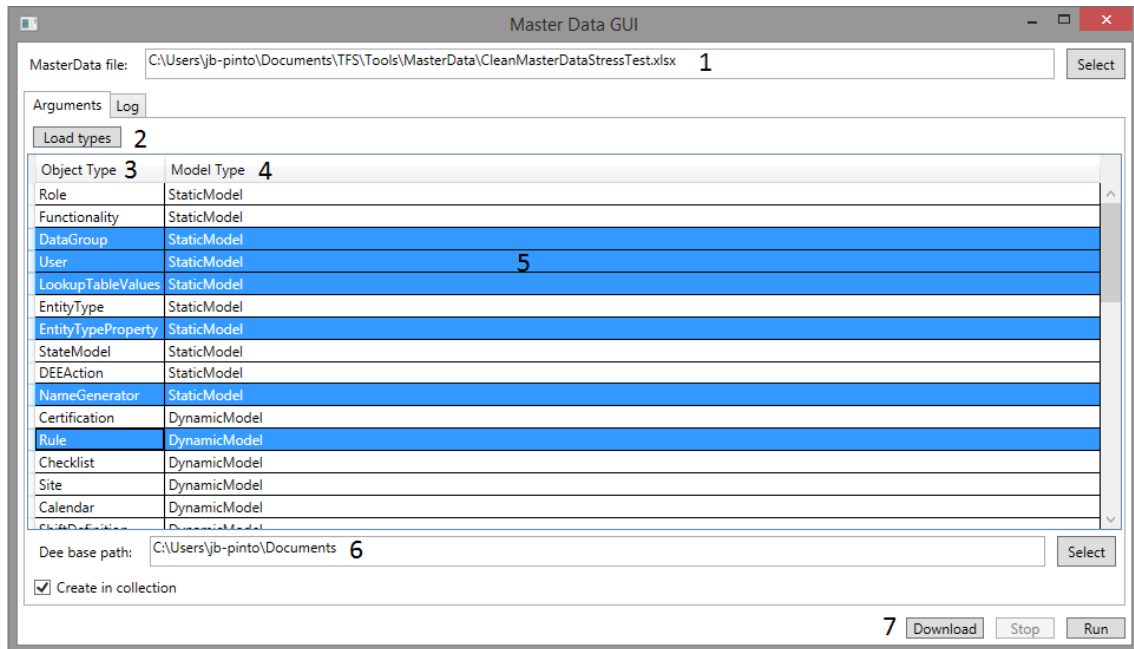 Master Data GUI
MasterData file: C:\Users\jb-pinto\Documents\TFS\Tools\MasterData\CleanMasterDataStressTest.xlsx 1 Select
Arguments Log
Load types 2
Object Type 3 Model Type 4
Role StaticModel
Functionality StaticModel
DataGroup StaticModel
User StaticModel 5
LookupTableValues StaticModel
EntityType StaticModel
EntityTypeProperty StaticModel
StateModel StaticModel
DEEAction StaticModel
NameGenerator StaticModel
Certification DynamicModel
Rule DynamicModel
Checklist DynamicModel
Site DynamicModel
Calendar DynamicModel
ShiftDefinition DynamicModel
Dee base path: C:\Users\jb-pinto\Documents 6 Select
Create in collection
7 Download Stop Run